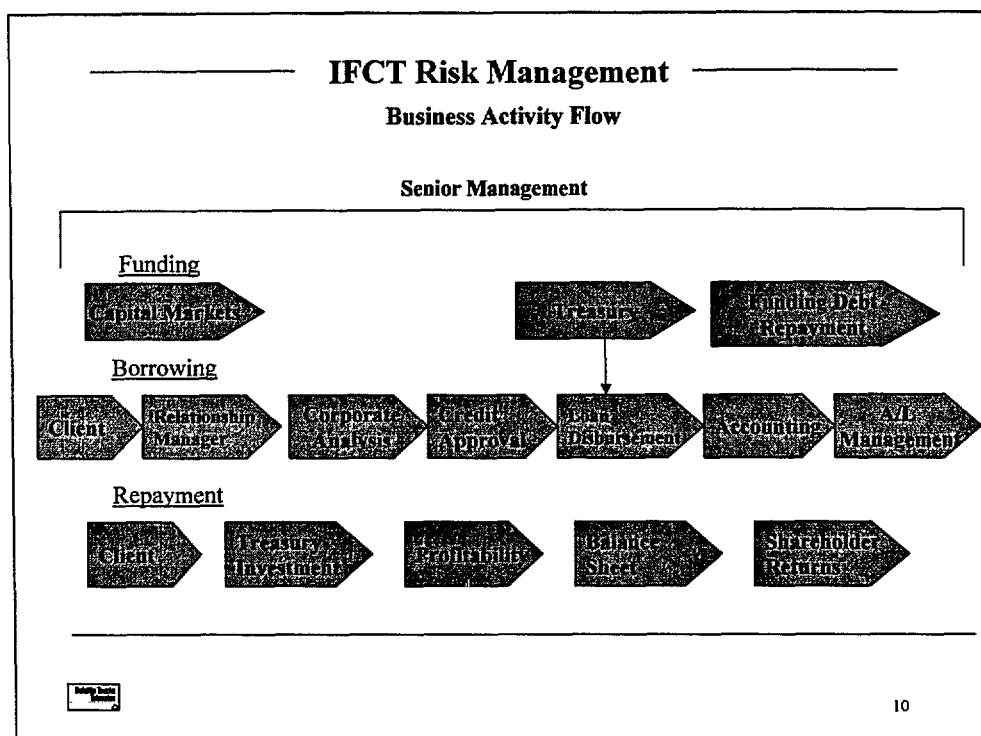 IFCT Risk Management
Business Activity Flow
Senior Management
Funding
Capital Markets
Treasury
Funding Debt
Repayment
Borrowing
Client
Relationship
Manager
Corporate
Analysis
Credit
Approval
Loan
Disbursement
Accounting
A/L
Management
Repayment
Client
Treasury
Investment
Profitability
Balance
Sheet
Shareholder
Returns
10